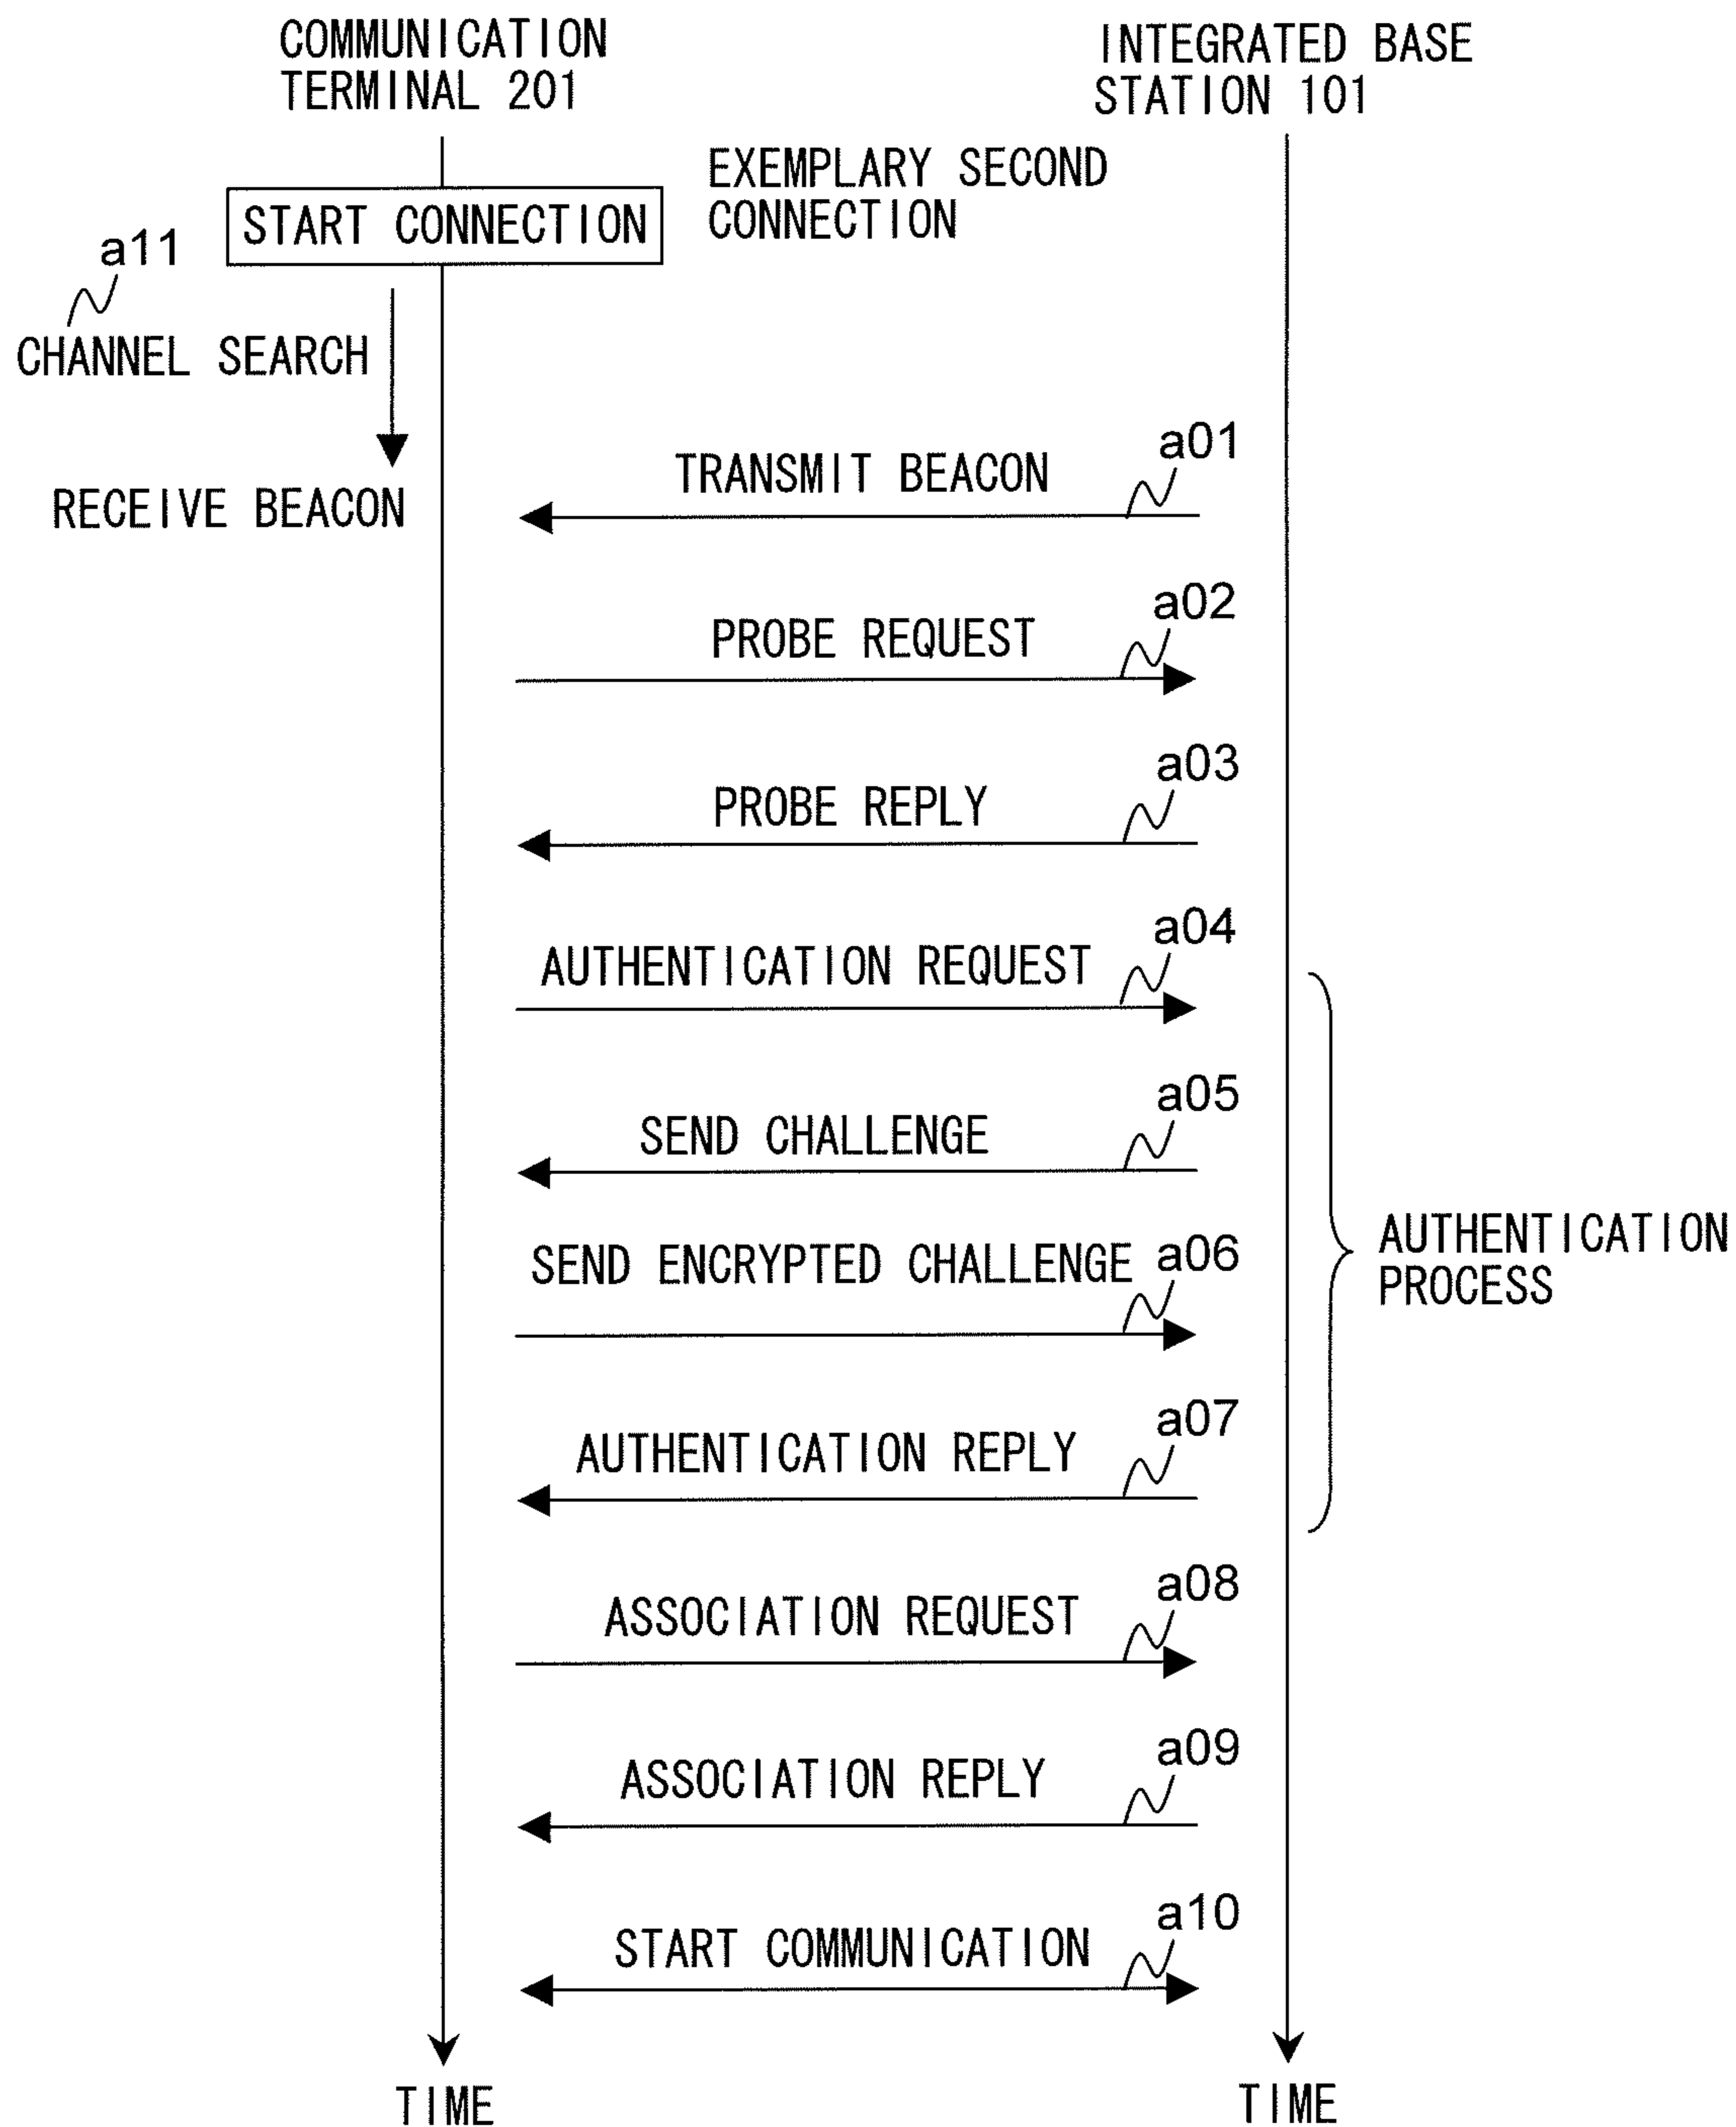 COMMUNICATION
TERMINAL 201
INTEGRATED BASE
STATION 101
EXEMPLARY SECOND
CONNECTION
START CONNECTION
a11
CHANNEL SEARCH
RECEIVE BEACON
a01
TRANSMIT BEACON
a02
PROBE REQUEST
a03
PROBE REPLY
a04
AUTHENTICATION REQUEST
a05
SEND CHALLENGE
a06
SEND ENCRYPTED CHALLENGE
AUTHENTICATION
PROCESS
a07
AUTHENTICATION REPLY
a08
ASSOCIATION REQUEST
a09
ASSOCIATION REPLY
a10
START COMMUNICATION
TIME
TIME